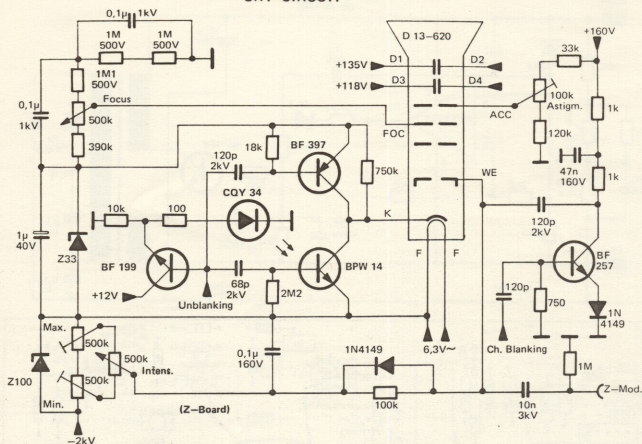 0,1µ 1kV
1M 500V
1M 500V
1M1 500V
Focus
500k
390k
0,1µ 1kV
1µ 40V
Z33
10k
100
BF 199
+12V
120p 2kV
CQY 34
18k
BF 397
750k
K
BPW 14
68p 2kV
Unblanking
2M2
Max.
500k
500k
500k
Intens.
Min.
Z100
−2kV
(Z–Board)
0,1µ 160V
1N4149
100k
6,3V~
F
F
D 13–620
+135V
D1
D2
+118V
D3
D4
FOC
ACC
WE
33k
+160V
100k
Astigm.
120k
1k
47n 160V
1k
120p 2kV
BF 257
120p
750
1N 4149
Ch. Blanking
1M
10n 3kV
Z–Mod.